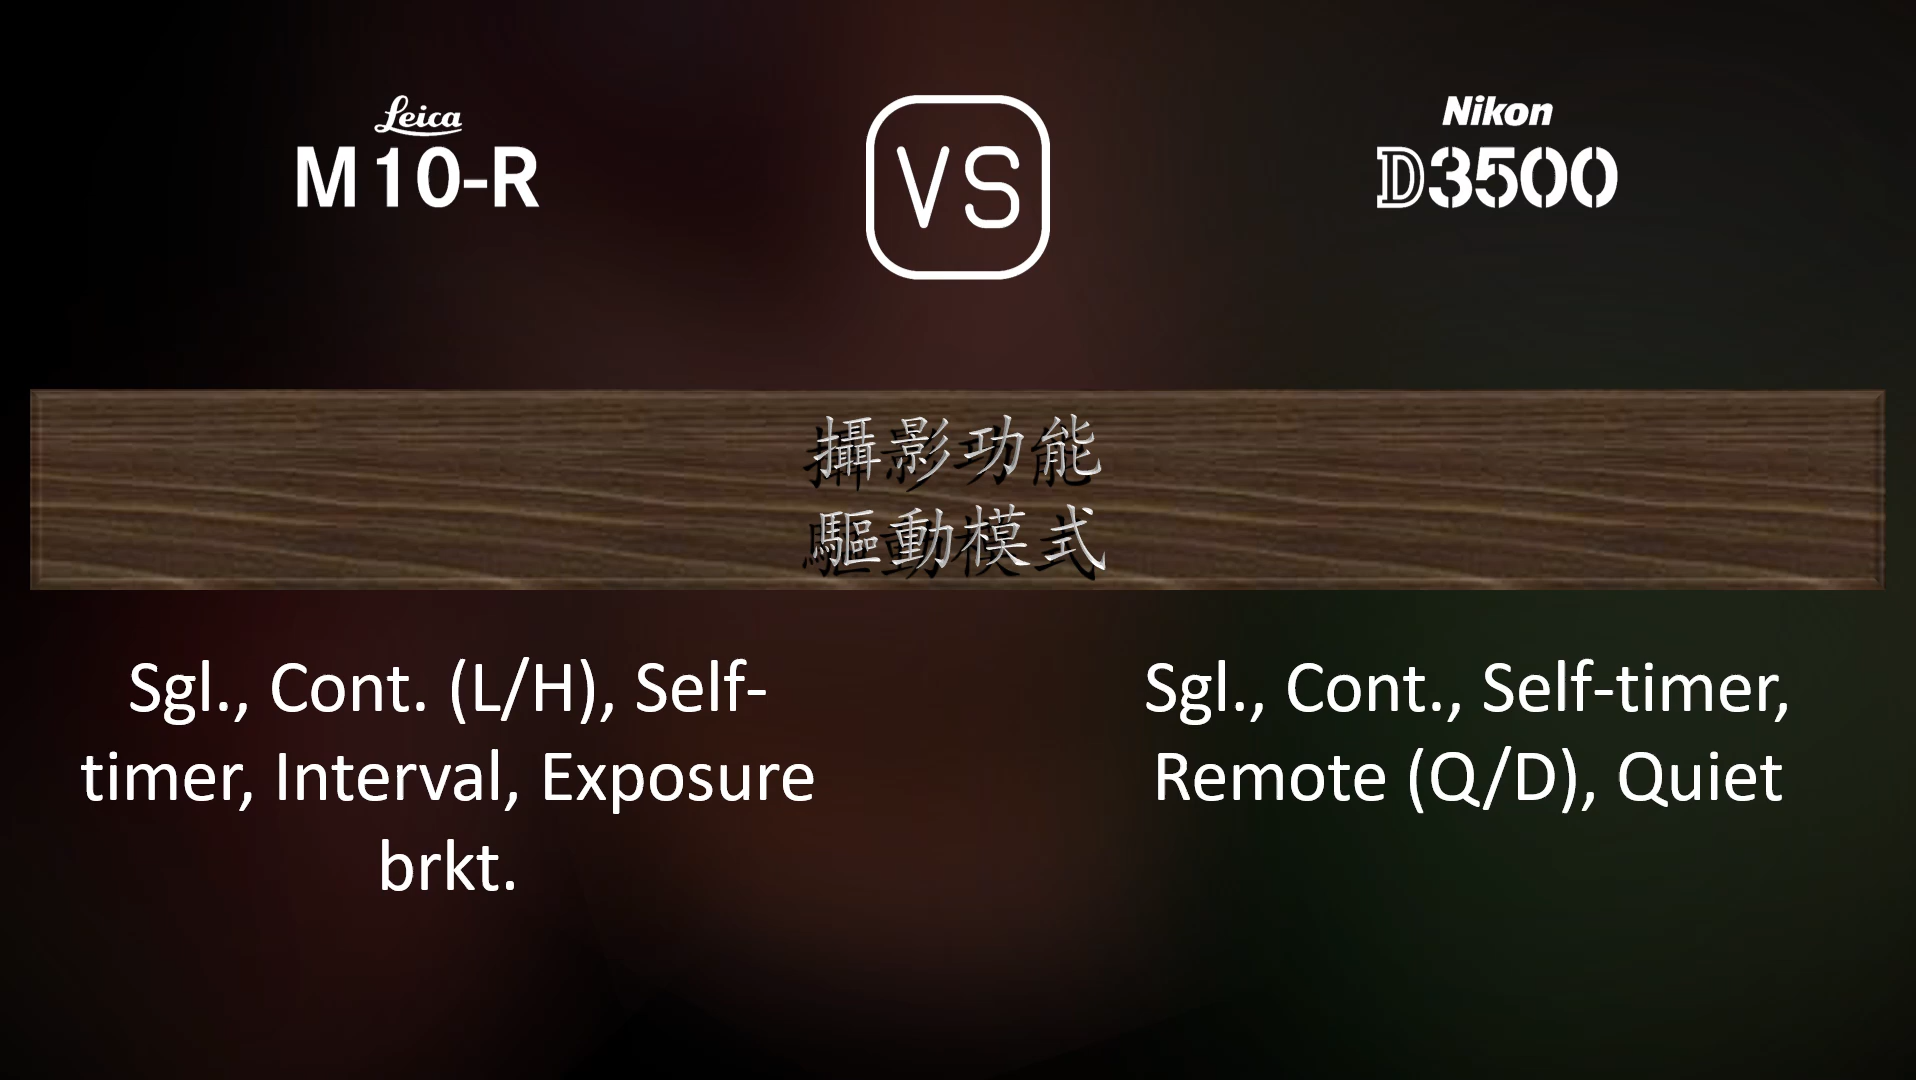 Leica
M10-R
VS
Nikon
D3500
攝影功能
驅動模式
Sgl., Cont. (L/H), Self-
timer, Interval, Exposure
brkt.
Sgl., Cont., Self-timer,
Remote (Q/D), Quiet